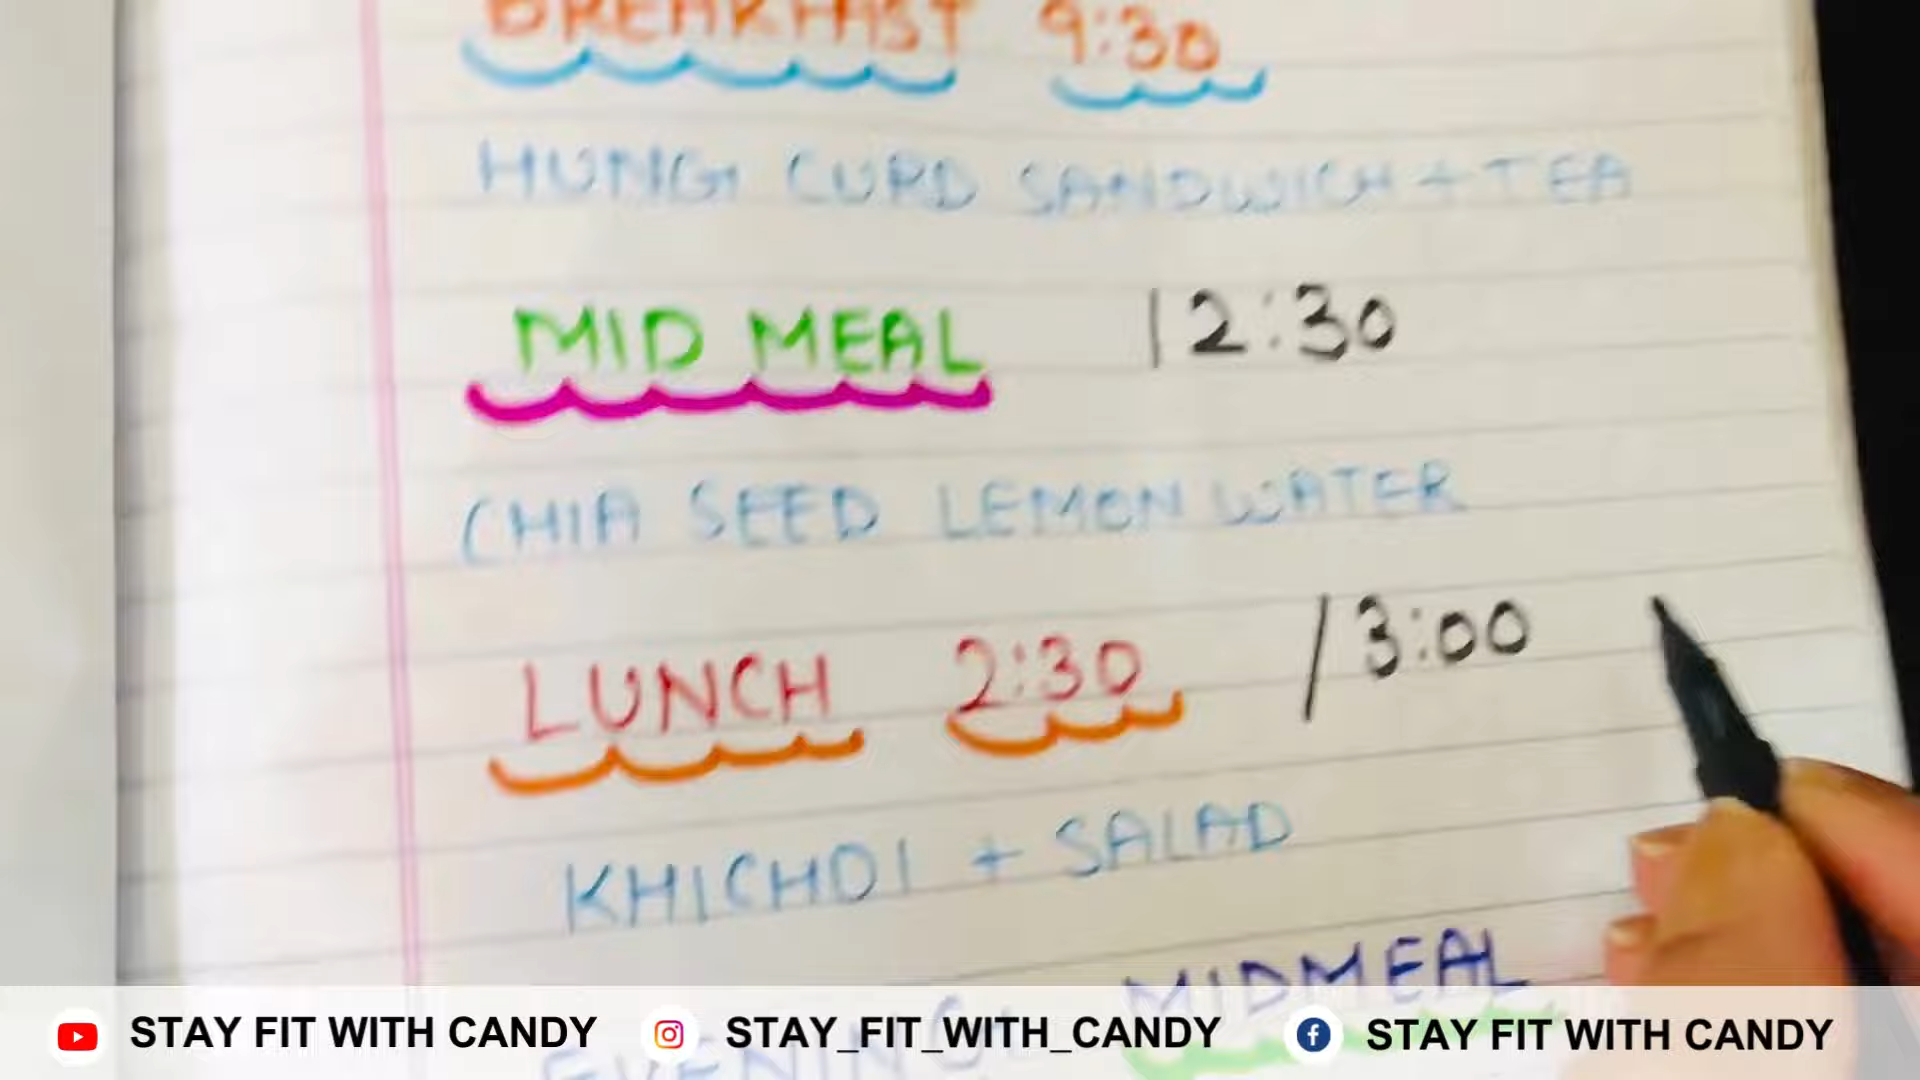 BREAKFAST 9:30
HUNG CURD SANDWICH + TEA
MID MEAL 12:30
CHIA SEED LEMON WATER
LUNCH 2:30 / 3:00
KHICHDI + SALAD
EVENING MIDMEAL
STAY FIT WITH CANDY STAY_FIT_WITH_CANDY STAY FIT WITH CANDY